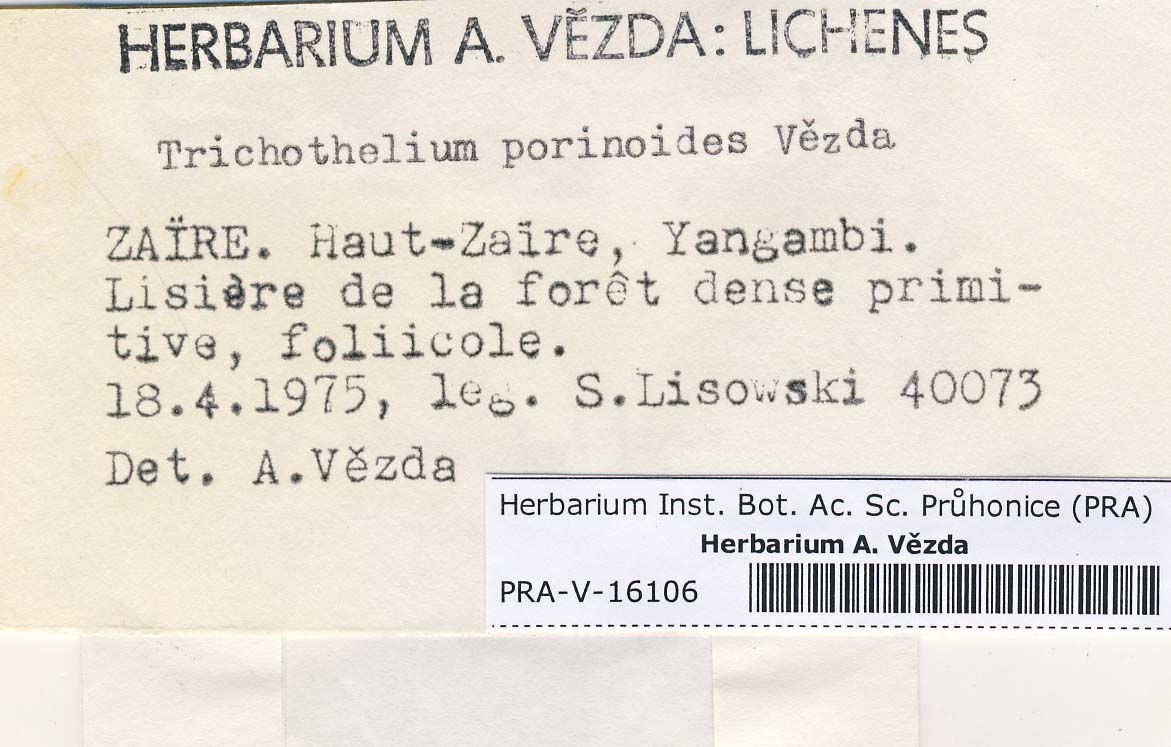 HERBARIUM A. VĚZDA: LICHENES
Trichothelium porinoides Vězda
ZAÏRE. Haut-Zaïre, Yangambi.
Lisière de la forêt dense primi-
tive, foliicole.
18.4.1975, leg. S.Lisowski 40073
Det. A.Vězda
Herbarium Inst. Bot. Ac. Sc. Průhonice (PRA)
Herbarium A. Vězda
PRA-V-16106